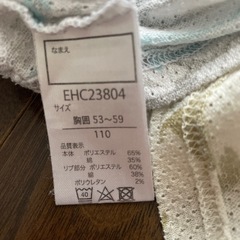 なまえ
EHC23804
サイズ
胸囲 53～59
110
品質表示
本体 ポリエステル 65%
綿 35%
リブ部分 ポリエステル 60%
綿 38%
ポリウレタン 2%
40